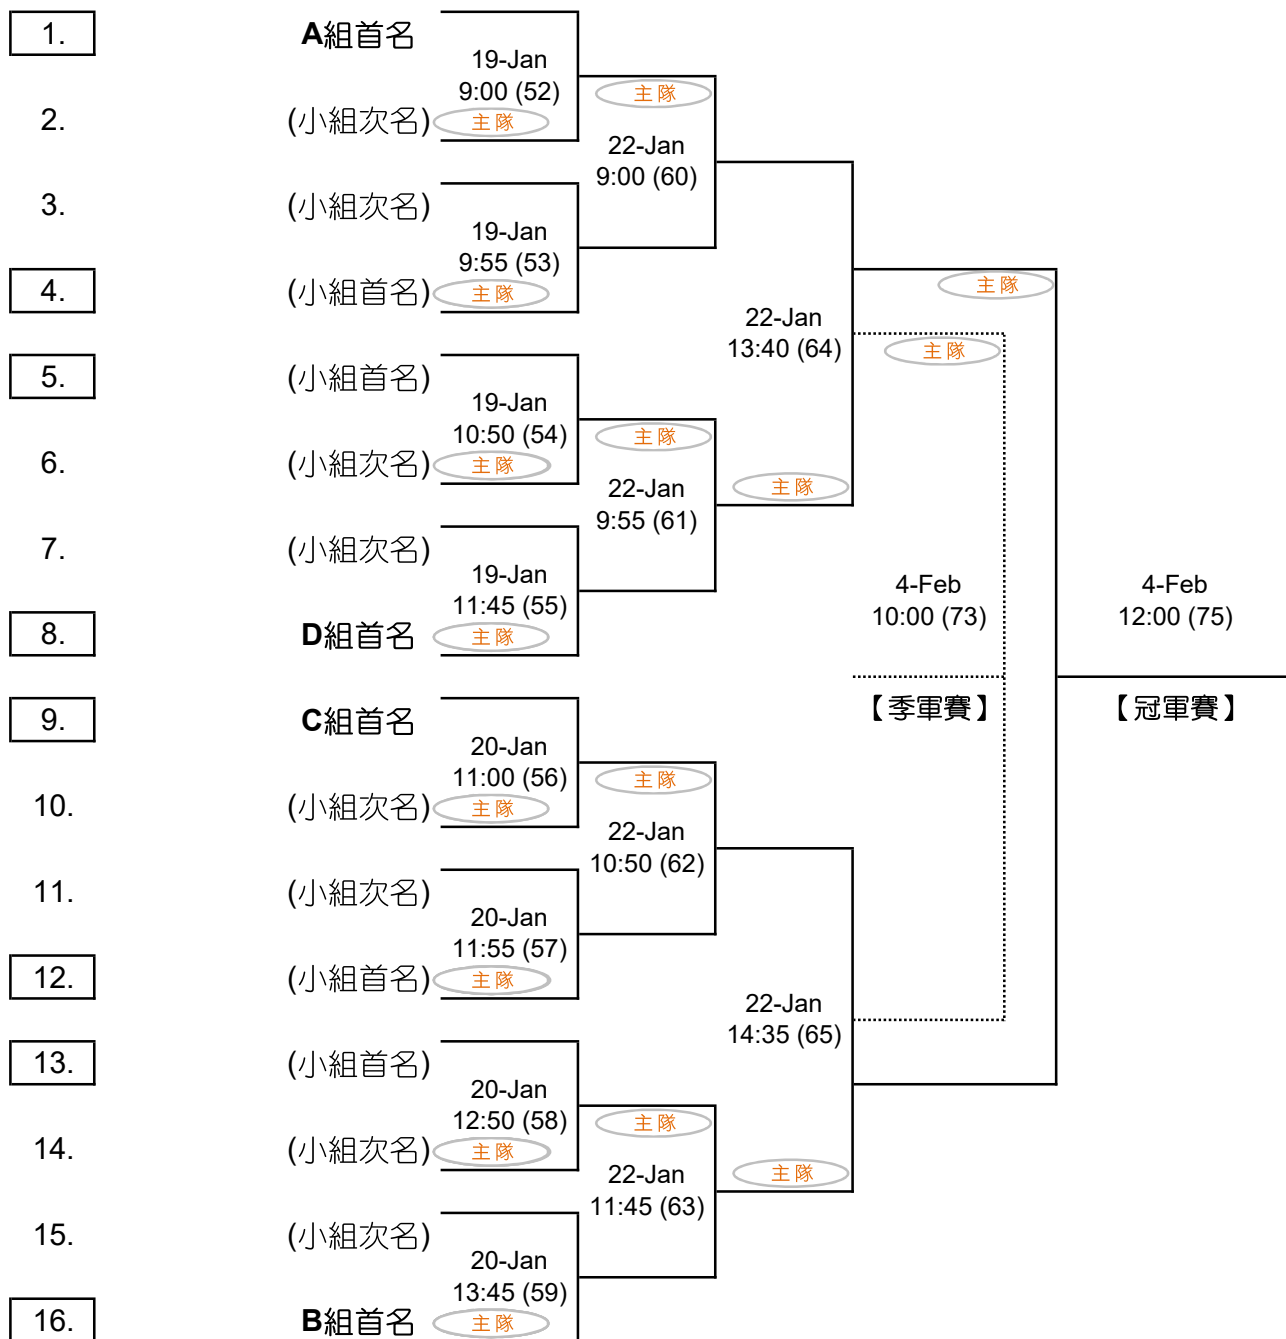 1. A組首名
19-Jan
9:00 (52) 主隊
2. (小組次名) 主隊
22-Jan
9:00 (60)
3. (小組次名)
19-Jan
9:55 (53)
4. (小組首名) 主隊
主隊
22-Jan
13:40 (64) 主隊
5. (小組首名)
19-Jan
10:50 (54) 主隊
6. (小組次名) 主隊
22-Jan 主隊
9:55 (61)
7. (小組次名)
19-Jan
11:45 (55)
8. D組首名 主隊
4-Feb
10:00 (73)
【季軍賽】
4-Feb
12:00 (75)
【冠軍賽】
9. C組首名
20-Jan
11:00 (56) 主隊
10. (小組次名) 主隊
22-Jan
10:50 (62)
11. (小組次名)
20-Jan
11:55 (57)
12. (小組首名) 主隊
22-Jan
14:35 (65)
13. (小組首名)
20-Jan
12:50 (58) 主隊
14. (小組次名) 主隊
22-Jan 主隊
11:45 (63)
15. (小組次名)
20-Jan
13:45 (59)
16. B組首名 主隊